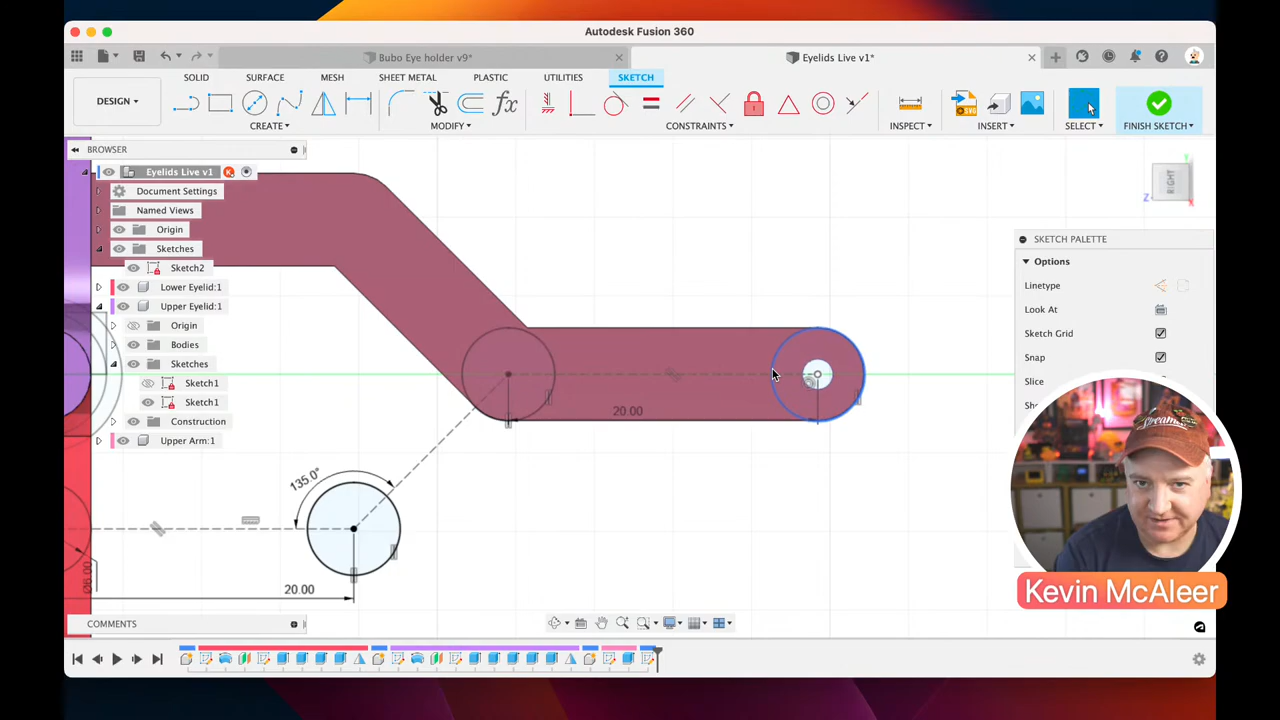 Autodesk Fusion 360
Bubo Eye holder v9*
Eyelids Live v1*
DESIGN
SOLID
SURFACE
MESH
SHEET METAL
PLASTIC
UTILITIES
SKETCH
CREATE
MODIFY
CONSTRAINTS
INSPECT
INSERT
SELECT
FINISH SKETCH
BROWSER
Eyelids Live v1
Document Settings
Named Views
Origin
Sketches
Sketch2
Lower Eyelid:1
Upper Eyelid:1
Origin
Bodies
Sketches
Sketch1
Sketch1
Construction
Upper Arm:1
20.00
135.0°
20.00
RIGHT
Z
Y
X
SKETCH PALETTE
Options
Linetype
Look At
Sketch Grid
Snap
Slice
Kevin McAleer
COMMENTS